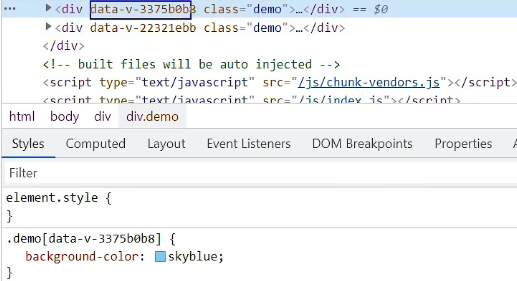 ••• ▶ <div data-v-3375b0b8 class="demo">…</div> == $0
▶ <div data-v-22321ebb class="demo">…</div>
</div>
<!-- built files will be auto injected -->
<script type="text/javascript" src="/js/chunk-vendors.js"></script>
<script type="text/javascript" src="/js/index.js"></script>
html body div div.demo
Styles Computed Layout Event Listeners DOM Breakpoints Properties
Filter
element.style {
}
.demo[data-v-3375b0b8] {
background-color: skyblue;
}